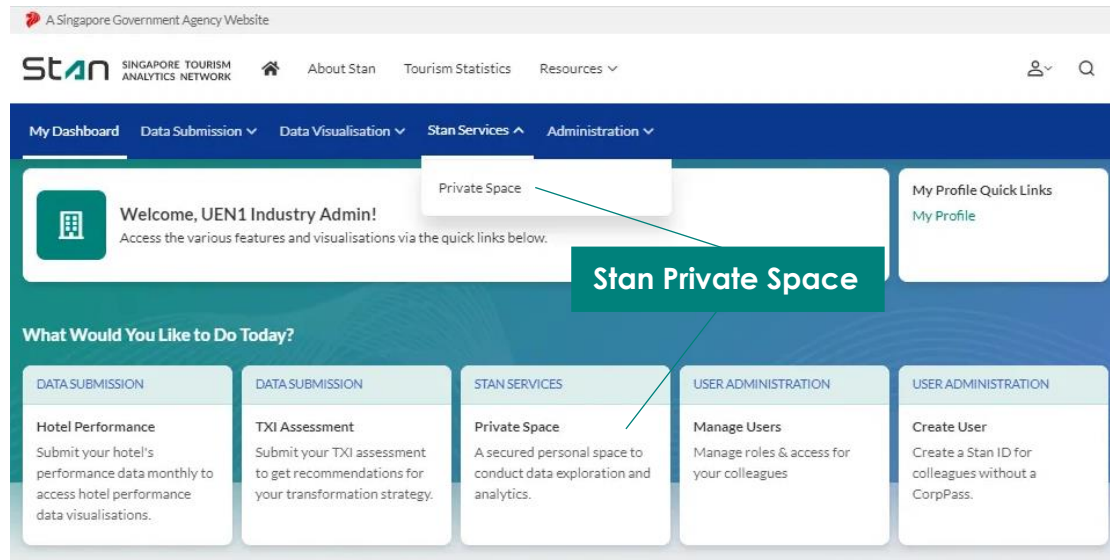 A Singapore Government Agency Website
Stan SINGAPORE TOURISM ANALYTICS NETWORK About Stan Tourism Statistics Resources
My Dashboard Data Submission Data Visualisation Stan Services Administration
Private Space
My Profile Quick Links
My Profile
Welcome, UEN1 Industry Admin!
Access the various features and visualisations via the quick links below.
Stan Private Space
What Would You Like to Do Today?
DATA SUBMISSION
Hotel Performance
Submit your hotel's
performance data monthly to
access hotel performance
data visualisations.
DATA SUBMISSION
TXI Assessment
Submit your TXI assessment
to get recommendations for
your transformation strategy.
STAN SERVICES
Private Space
A secured personal space to
conduct data exploration and
analytics.
USER ADMINISTRATION
Manage Users
Manage roles & access for
your colleagues
USER ADMINISTRATION
Create User
Create a Stan ID for
colleagues without a
CorpPass.